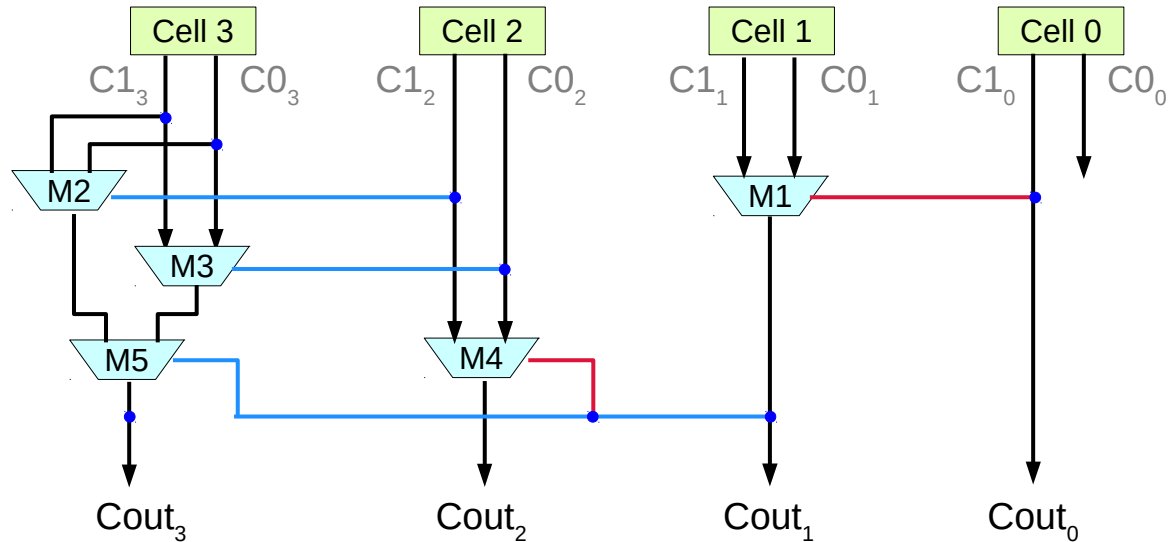 Cell 3 Cell 2 Cell 1 Cell 0
C1₃ C0₃ C1₂ C0₂ C1₁ C0₁ C1₀ C0₀
M2 M1
M3
M5 M4
Cout₃ Cout₂ Cout₁ Cout₀